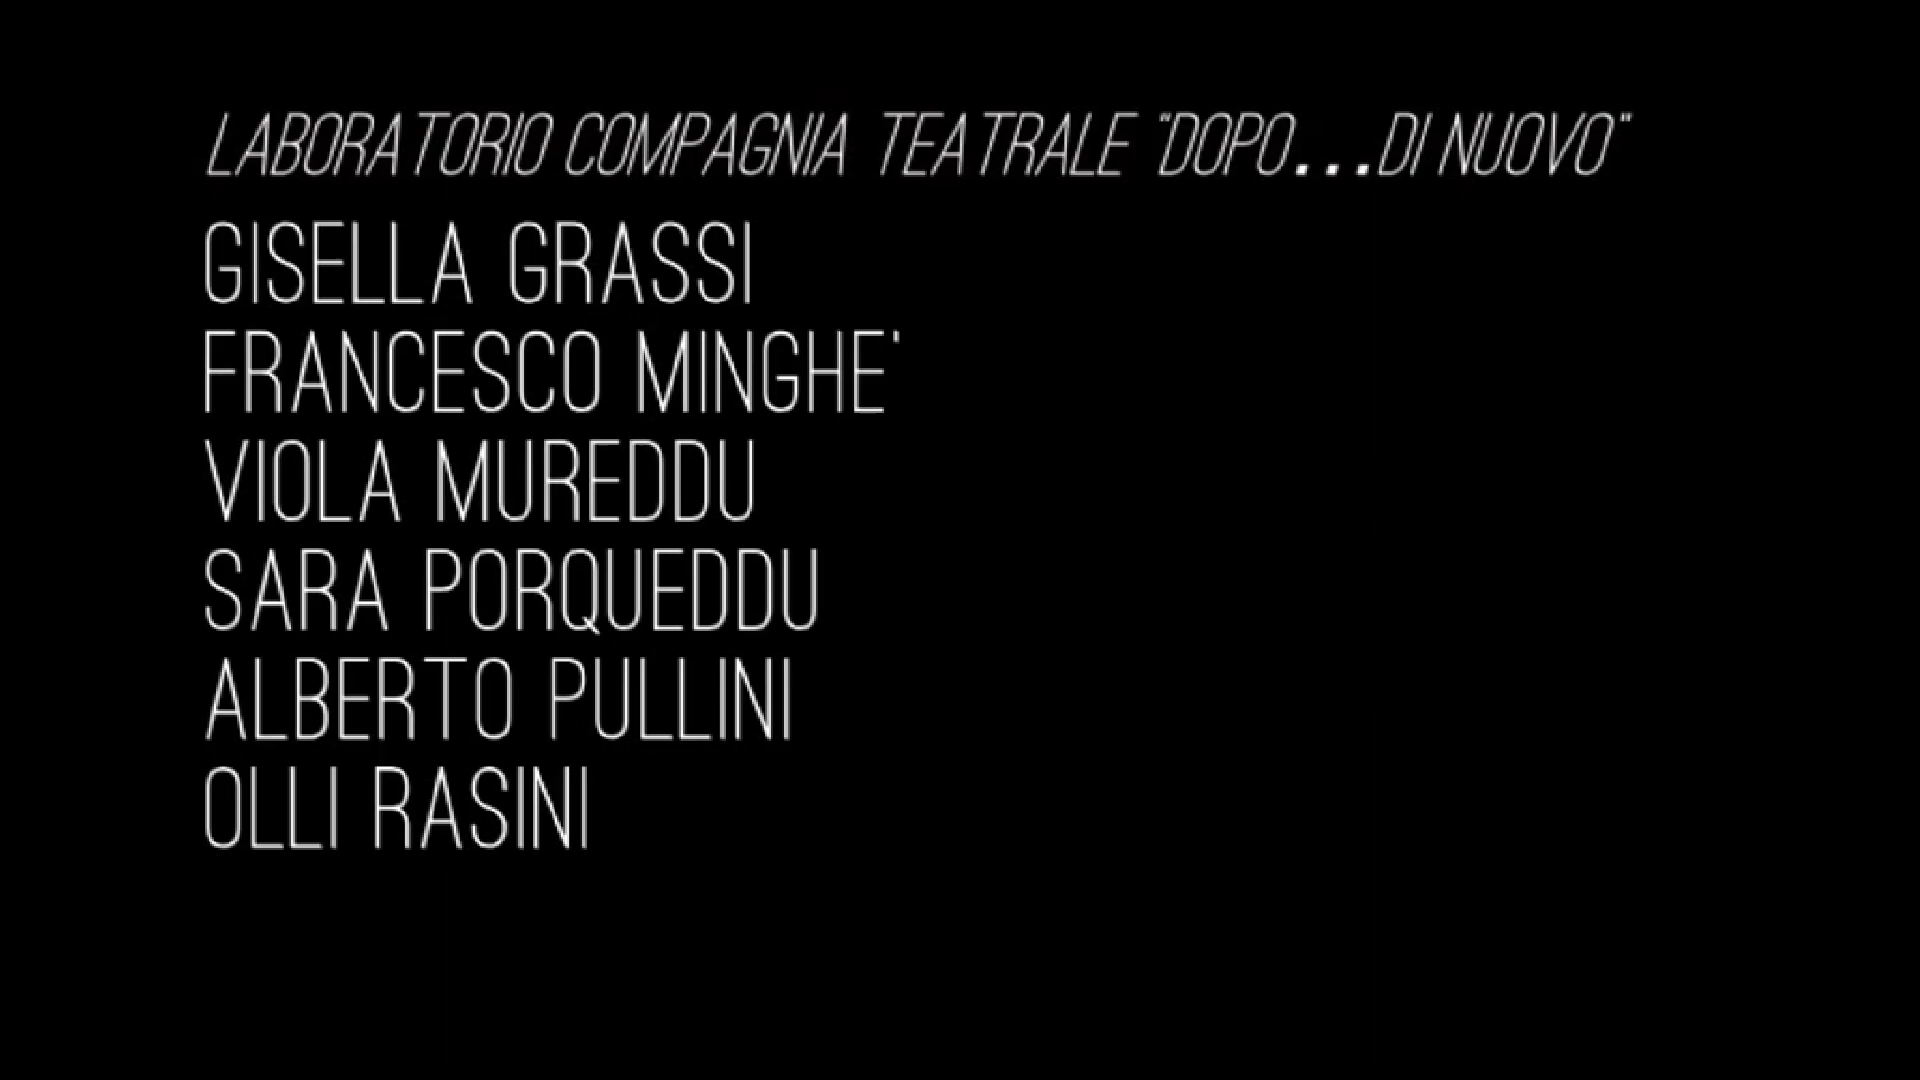 LABORATORIO COMPAGNIA TEATRALE "DOPO...DI NUOVO"
GISELLA GRASSI
FRANCESCO MINGHE'
VIOLA MUREDDU
SARA PORQUEDDU
ALBERTO PULLINI
OLLI RASINI